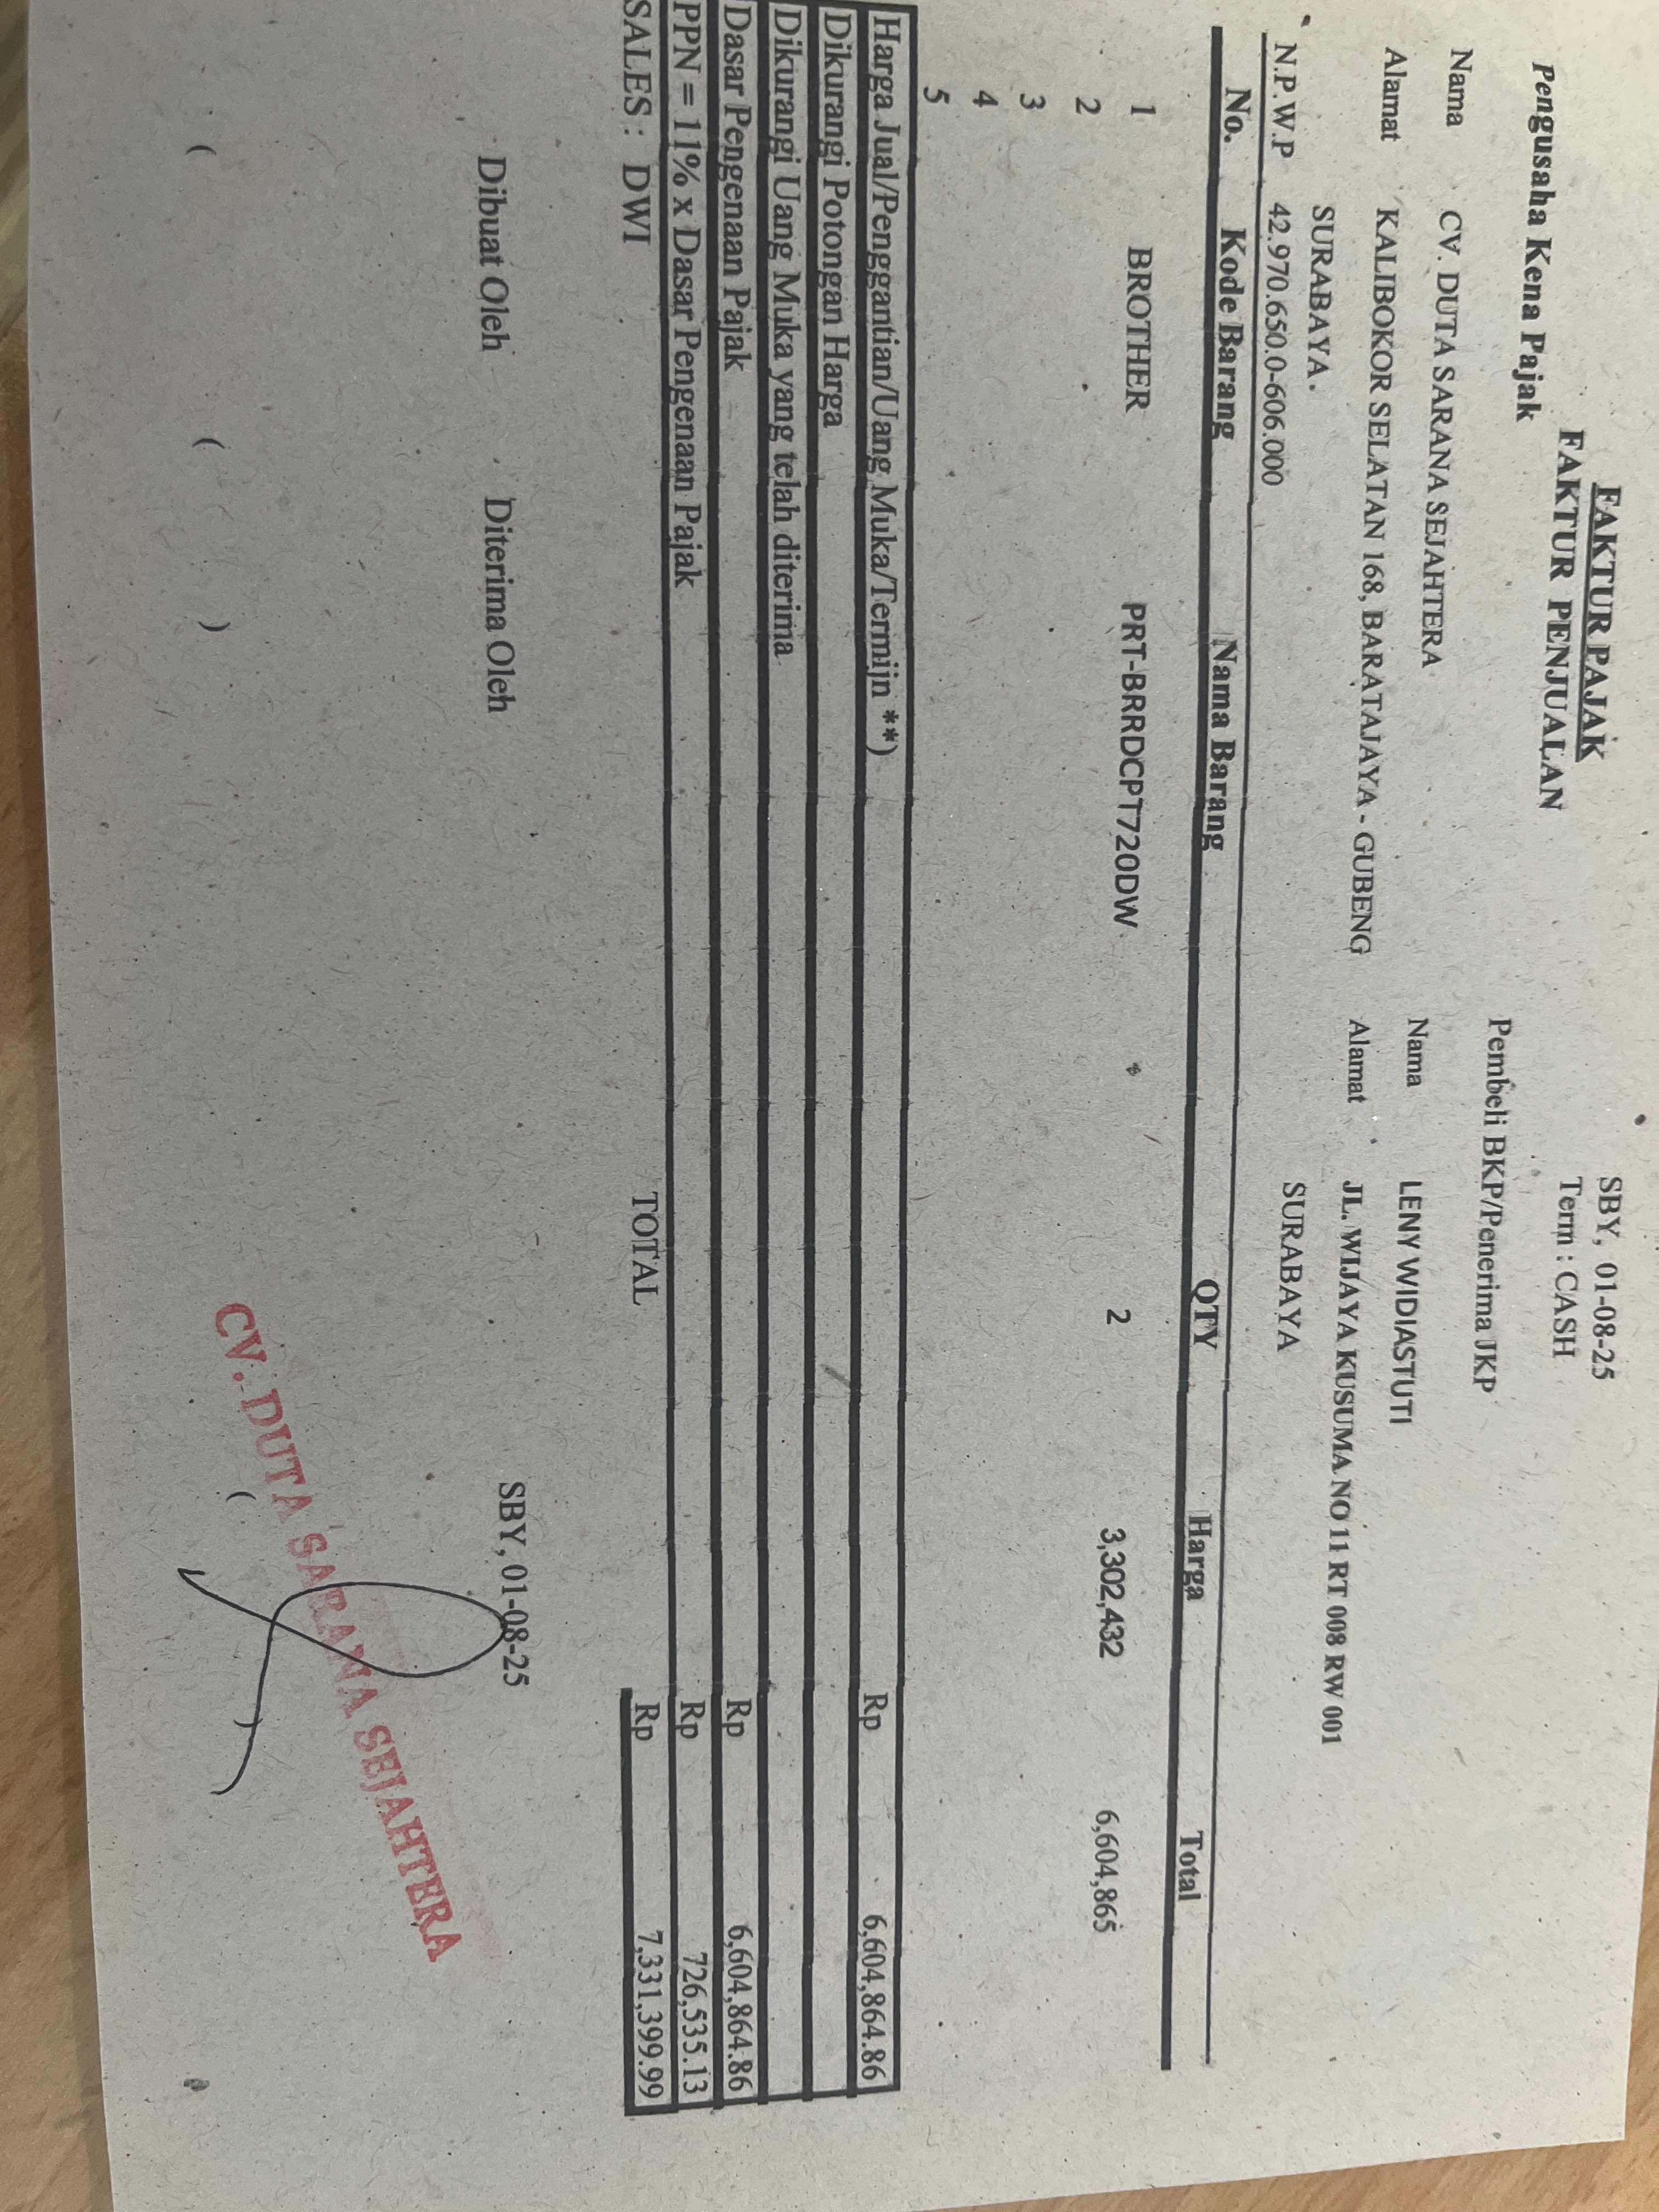 FAKTUR PAJAK
FAKTUR PENJUALAN
SBY, 01-08-25
Term : CASH
Pengusaha Kena Pajak
Pembeli BKP/Penerima JKP
Nama CV. DUTA SARANA SEJAHTERA
Nama LENY WIDIASTUTI
Alamat KALIBOKOR SELATAN 168, BARATAJAYA - GUBENG
SURABAYA.
Alamat JL. WIJAYA KUSUMA NO 11 RT 008 RW 001
SURABAYA
N.P.W.P 42.970.650.0-606.000
No. Kode Barang Nama Barang QTY Harga Total
1 BROTHER PRT-BRRDCPT720DW 2 3,302,432 6,604,865
2
3
4
5
Harga Jual/Penggantian/Uang Muka/Termijn **) Rp 6,604,864.86
Dikurangi Potongan Harga
Dikurangi Uang Muka yang telah diterima
Dasar Pengenaan Pajak Rp 6,604,864.86
PPN = 11% x Dasar Pengenaan Pajak Rp 726,535.13
SALES : DWI TOTAL Rp 7,331,399.99
Dibuat Oleh Diterima Oleh SBY, 01-08-25
CV. DUTA SARANA SEJAHTERA
( ( ) ( )